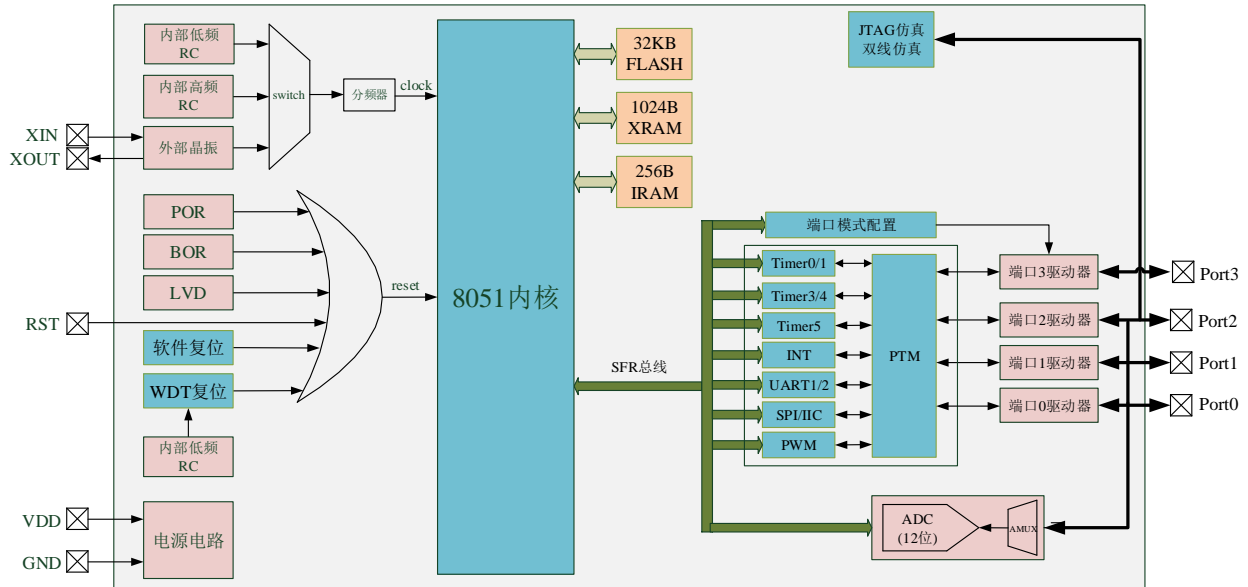 内部低频
RC
内部高频
RC
外部晶振
XIN
XOUT
switch
分频器
clock
POR
BOR
LVD
RST
软件复位
WDT复位
内部低频
RC
reset
VDD
GND
电源电路
8051内核
32KB
FLASH
1024B
XRAM
256B
IRAM
JTAG仿真
双线仿真
SFR总线
端口模式配置
Timer0/1
Timer3/4
Timer5
INT
UART1/2
SPI/IIC
PWM
PTM
端口3驱动器
端口2驱动器
端口1驱动器
端口0驱动器
Port3
Port2
Port1
Port0
ADC
(12位)
AMUX